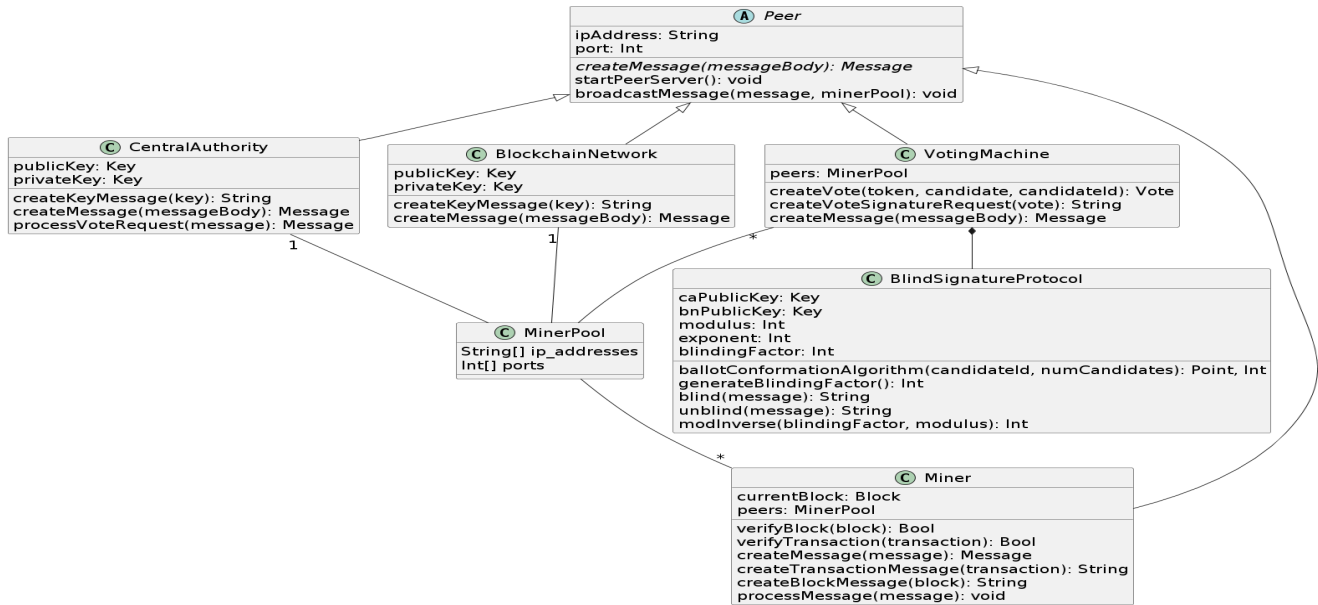 A Peer
ipAddress: String
port: Int
createMessage(messageBody): Message
startPeerServer(): void
broadcastMessage(message, minerPool): void
C CentralAuthority
publicKey: Key
privateKey: Key
createKeyMessage(key): String
createMessage(messageBody): Message
processVoteRequest(message): Message
1
C BlockchainNetwork
publicKey: Key
privateKey: Key
createKeyMessage(key): String
createMessage(messageBody): Message
1
C VotingMachine
peers: MinerPool
createVote(token, candidate, candidateId): Vote
createVoteSignatureRequest(vote): String
createMessage(messageBody): Message
*
C BlindSignatureProtocol
caPublicKey: Key
bnPublicKey: Key
modulus: Int
exponent: Int
blindingFactor: Int
ballotConformationAlgorithm(candidateId, numCandidates): Point, Int
generateBlindingFactor(): Int
blind(message): String
unblind(message): String
modInverse(blindingFactor, modulus): Int
C MinerPool
String[] ip_addresses
Int[] ports
*
C Miner
currentBlock: Block
peers: MinerPool
verifyBlock(block): Bool
verifyTransaction(transaction): Bool
createMessage(message): Message
createTransactionMessage(transaction): String
createBlockMessage(block): String
processMessage(message): void